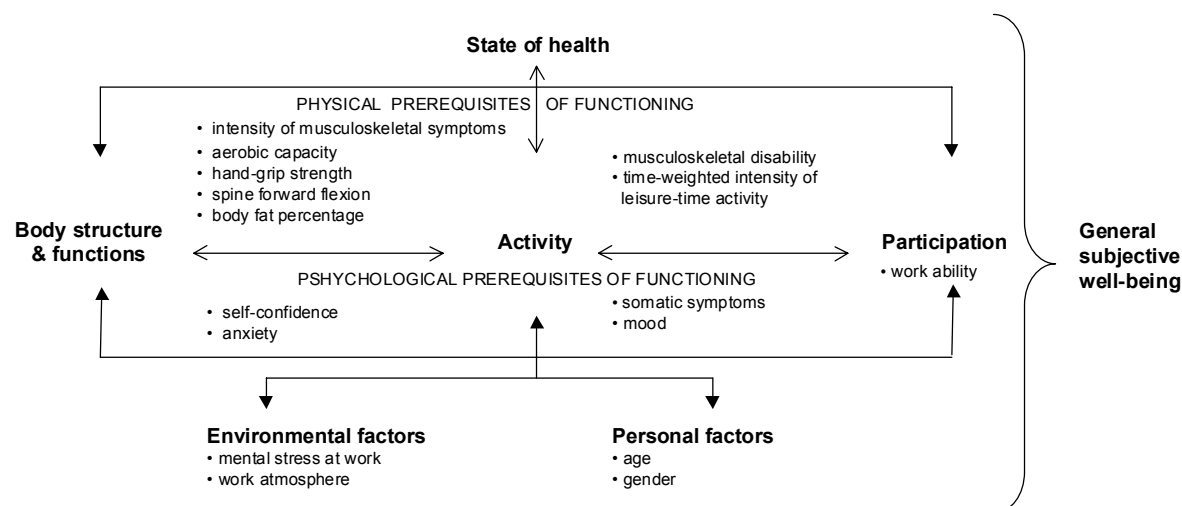 State of health
PHYSICAL PREREQUISITES OF FUNCTIONING
• intensity of musculoskeletal symptoms
• aerobic capacity
• hand-grip strength
• spine forward flexion
• body fat percentage
• musculoskeletal disability
• time-weighted intensity of
leisure-time activity
Body structure
& functions
Activity
Participation
• work ability
General
subjective
well-being
PSHYCHOLOGICAL PREREQUISITES OF FUNCTIONING
• self-confidence
• anxiety
• somatic symptoms
• mood
Environmental factors
• mental stress at work
• work atmosphere
Personal factors
• age
• gender